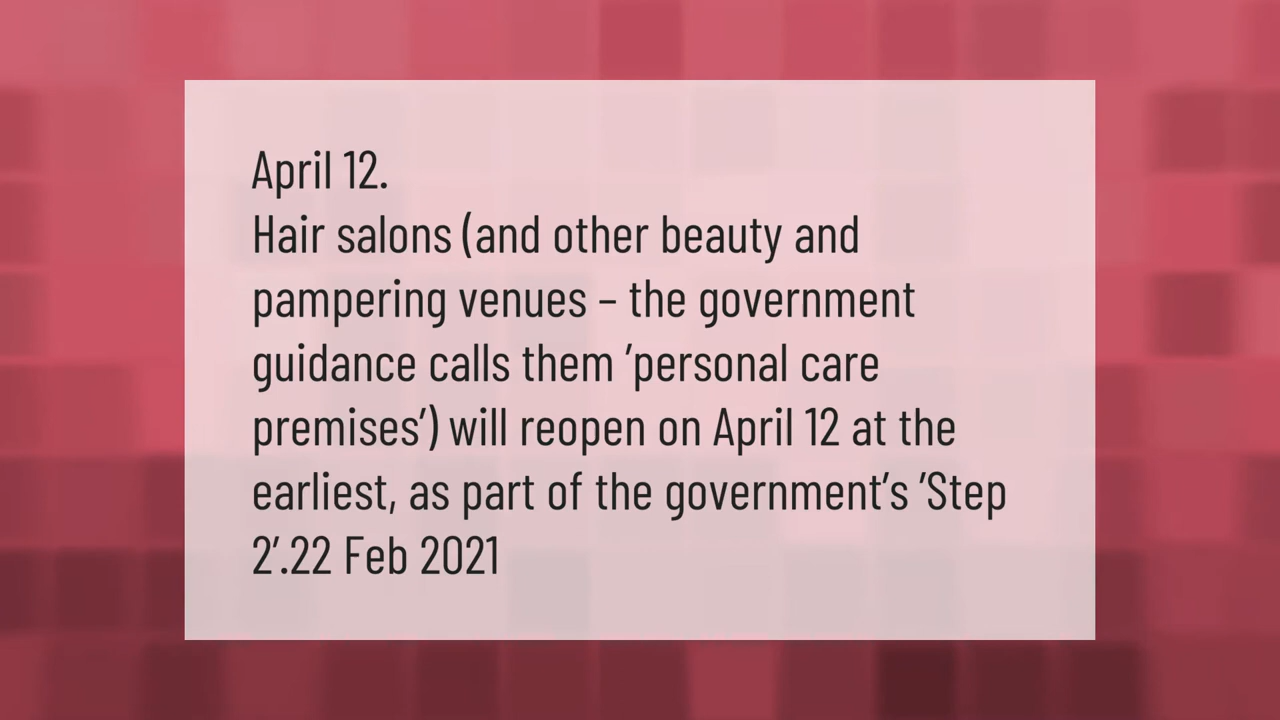 April 12.
Hair salons (and other beauty and
pampering venues – the government
guidance calls them ’personal care
premises’) will reopen on April 12 at the
earliest, as part of the government’s ’Step
2’.22 Feb 2021